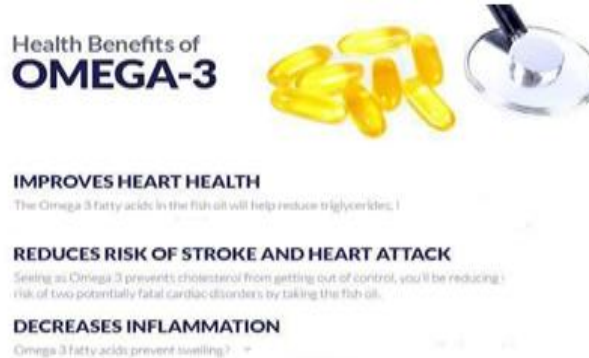 Health Benefits of
OMEGA-3
IMPROVES HEART HEALTH
The Omega 3 fatty acids in the fish oil will help reduce triglycerides, l
REDUCES RISK OF STROKE AND HEART ATTACK
Seeing as Omega 3 prevents cholesterol from getting out of control, you'll be reducing
risk of two potentially fatal cardiac disorders by taking the fish oil.
DECREASES INFLAMMATION
Omega 3 fatty acids prevent swelling